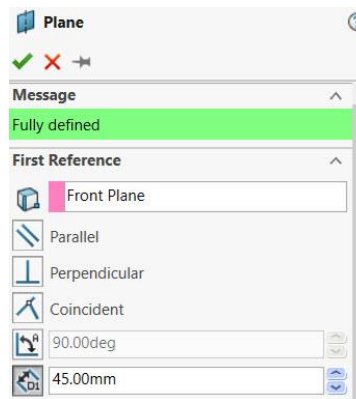 Plane
Message
Fully defined
First Reference
Front Plane
Parallel
Perpendicular
Coincident
90.00deg
45.00mm